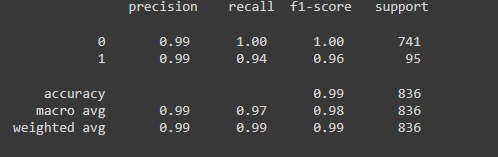 precision recall f1-score support
0 0.99 1.00 1.00 741
1 0.99 0.94 0.96 95
accuracy 0.99 836
macro avg 0.99 0.97 0.98 836
weighted avg 0.99 0.99 0.99 836